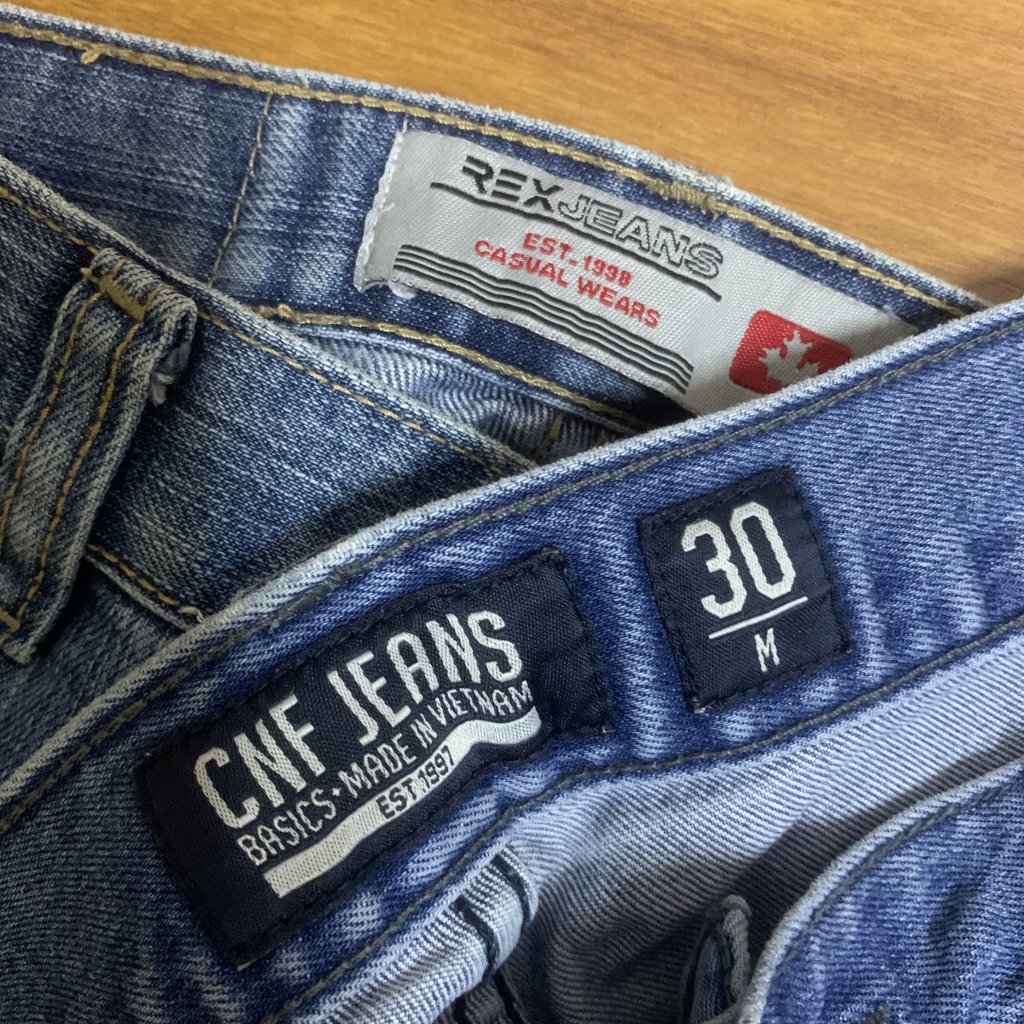 REXJEANS
EST. 1998
CASUAL WEARS
30
M
CNF JEANS
BASICS • MADE IN VIETNAM
EST 1997